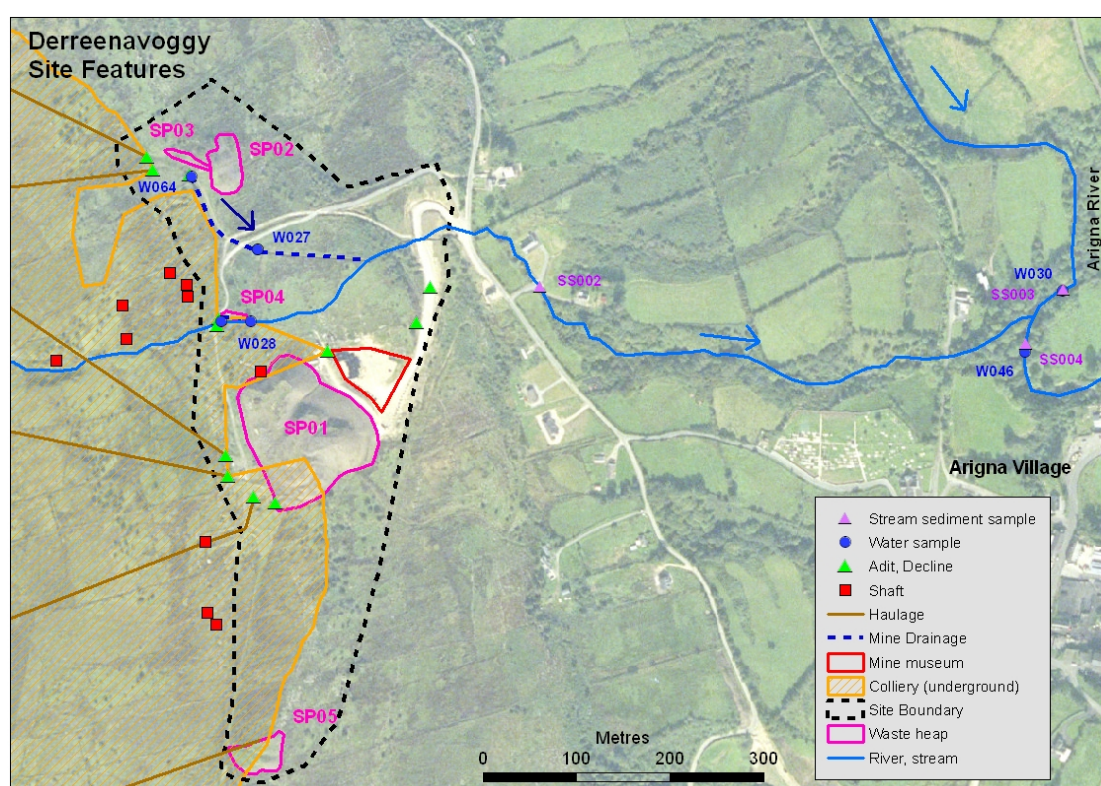 Derreenavoggy
Site Features
SP03
SP02
W064
W027
SP04
W028
SP01
SP05
SS002
W030
SS003
Arigna River
SS004
W046
Arigna Village
Metres
0 100 200 300
Stream sediment sample
Water sample
Adit, Decline
Shaft
Haulage
Mine Drainage
Mine museum
Colliery (underground)
Site Boundary
Waste heap
River, stream